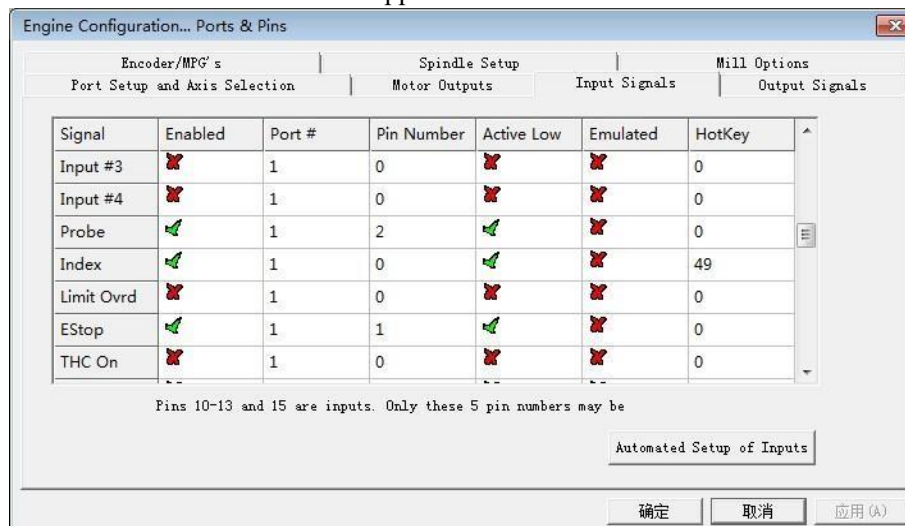 Engine Configuration... Ports & Pins
Encoder/MPG's Spindle Setup Mill Options
Port Setup and Axis Selection Motor Outputs Input Signals Output Signals
Signal Enabled Port # Pin Number Active Low Emulated HotKey
Input #3 1 0 0
Input #4 1 0 0
Probe 1 2 0
Index 1 0 49
Limit Ovrd 1 0 0
EStop 1 1 0
THC On 1 0 0
Pins 10-13 and 15 are inputs. Only these 5 pin numbers may be
Automated Setup of Inputs
确定 取消 应用(A)